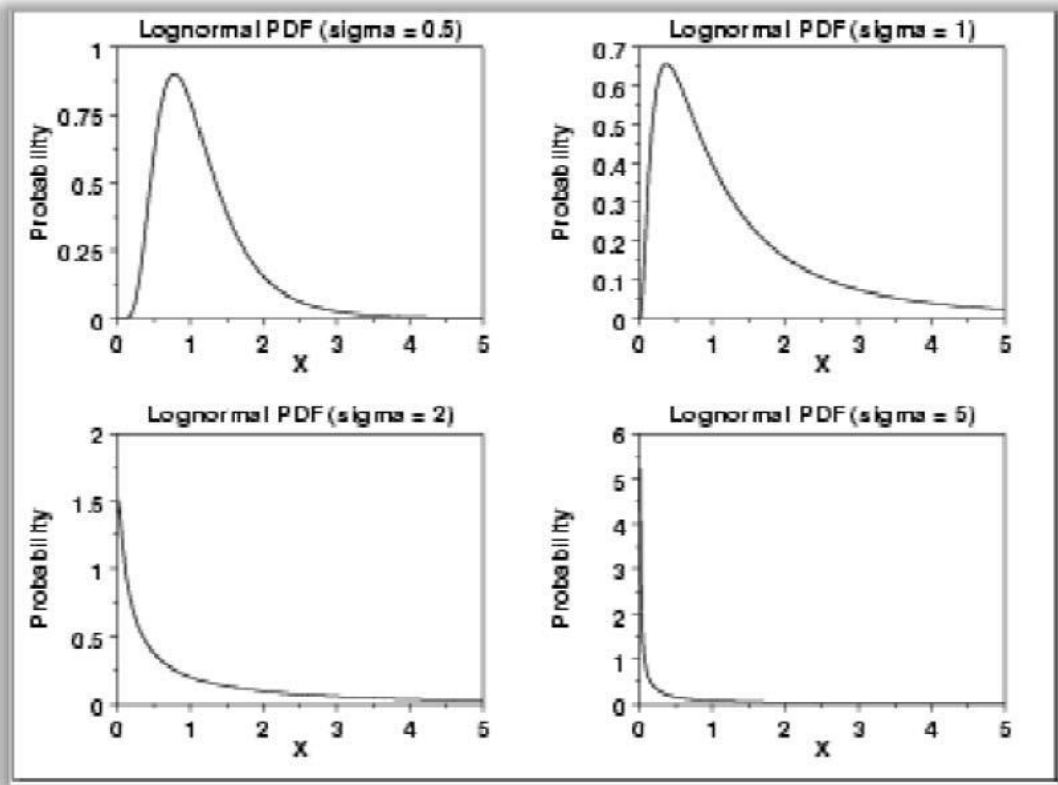 Lognormal PDF (sigma = 0.5)
1
0.75
0.5
0.25
0
Probability
0 1 2 3 4 5
X
Lognormal PDF (sigma = 1)
0.7
0.6
0.5
0.4
0.3
0.2
0.1
0
Probability
0 1 2 3 4 5
X
Lognormal PDF (sigma = 2)
2
1.5
1
0.5
0
Probability
0 1 2 3 4 5
X
Lognormal PDF (sigma = 5)
6
5
4
3
2
1
0
Probability
0 1 2 3 4 5
X